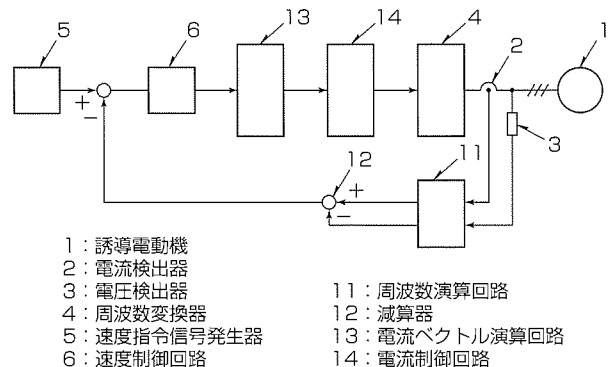 5
6
13
14
4
2
1
+
−
3
12
11
+
−
1：誘導電動機
2：電流検出器
3：電圧検出器
4：周波数変換器
5：速度指令信号発生器
6：速度制御回路
11：周波数演算回路
12：減算器
13：電流ベクトル演算回路
14：電流制御回路